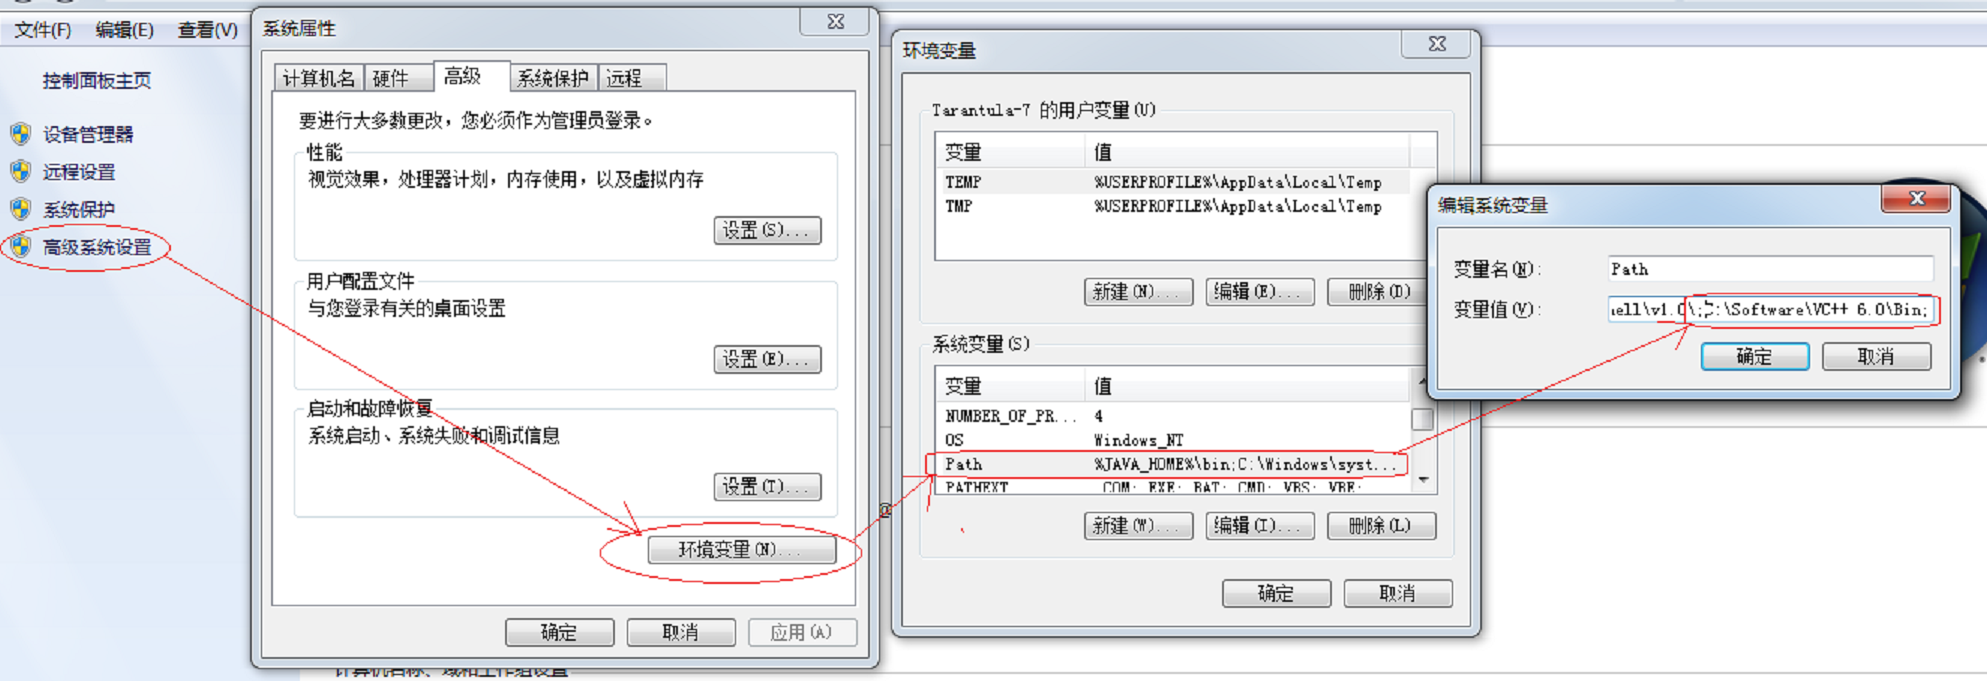 文件(F) 编辑(E) 查看(V)
控制面板主页
设备管理器
远程设置
系统保护
高级系统设置
系统属性
计算机名 硬件 高级 系统保护 远程
要进行大多数更改，您必须作为管理员登录。
性能
视觉效果，处理器计划，内存使用，以及虚拟内存
设置(S)...
用户配置文件
与您登录有关的桌面设置
设置(E)...
启动和故障恢复
系统启动、系统失败和调试信息
设置(T)...
环境变量(N)...
确定 取消 应用(A)
计算机名称、域和工作组设置
@
环境变量
Tarantula-7 的用户变量(U)
变量 值
TEMP %USERPROFILE%\AppData\Local\Temp
TMP %USERPROFILE%\AppData\Local\Temp
新建(N)... 编辑(E)... 删除(D)
系统变量(S)
变量 值
NUMBER_OF_PR... 4
OS Windows_NT
Path %JAVA_HOME%\bin;C:\Windows\syst...
PATHEXT .COM;.EXE;.BAT;.CMD;.VBS;.VBE;
新建(W)... 编辑(I)... 删除(L)
确定 取消
编辑系统变量
变量名(N): Path
变量值(V): ell\v1.0\;C:\Software\VC++ 6.0\Bin;
确定 取消